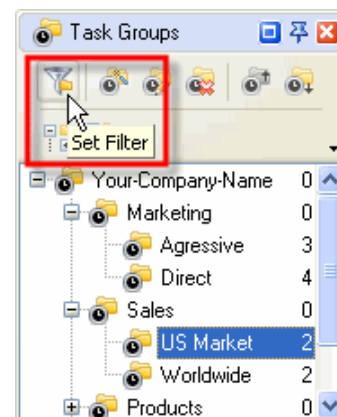 Task Groups
Set Filter
Your-Company-Name 0
Marketing 0
Agressive 3
Direct 4
Sales 0
US Market 2
Worldwide 2
Products 0